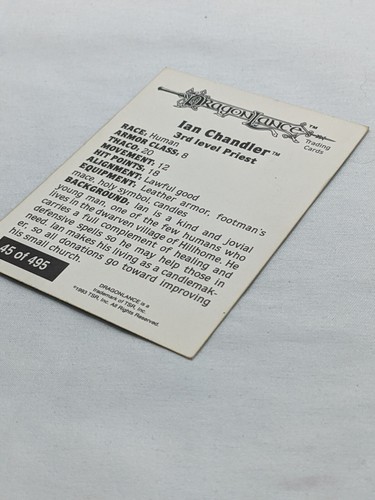 DRAGONLANCE™
Trading
Cards
Ian Chandler™
3rd level Priest
RACE: Human
ARMOR CLASS: 8
THACO: 20
MOVEMENT: 12
HIT POINTS: 18
ALIGNMENT: Lawful good
EQUIPMENT: Leather armor, footman's
mace, holy symbol, candles
BACKGROUND: Ian is a kind and jovial
young man, one of the few humans who
lives in the dwarven village of Hillhome. He
carries a full complement of healing and
defensive spells so he may help those in
need. Ian makes his living as a candlemak-
er, so all donations go toward improving
his small church.
45 of 495
DRAGONLANCE is a
trademark of TSR, Inc.
©1993 TSR, Inc. All Rights Reserved.